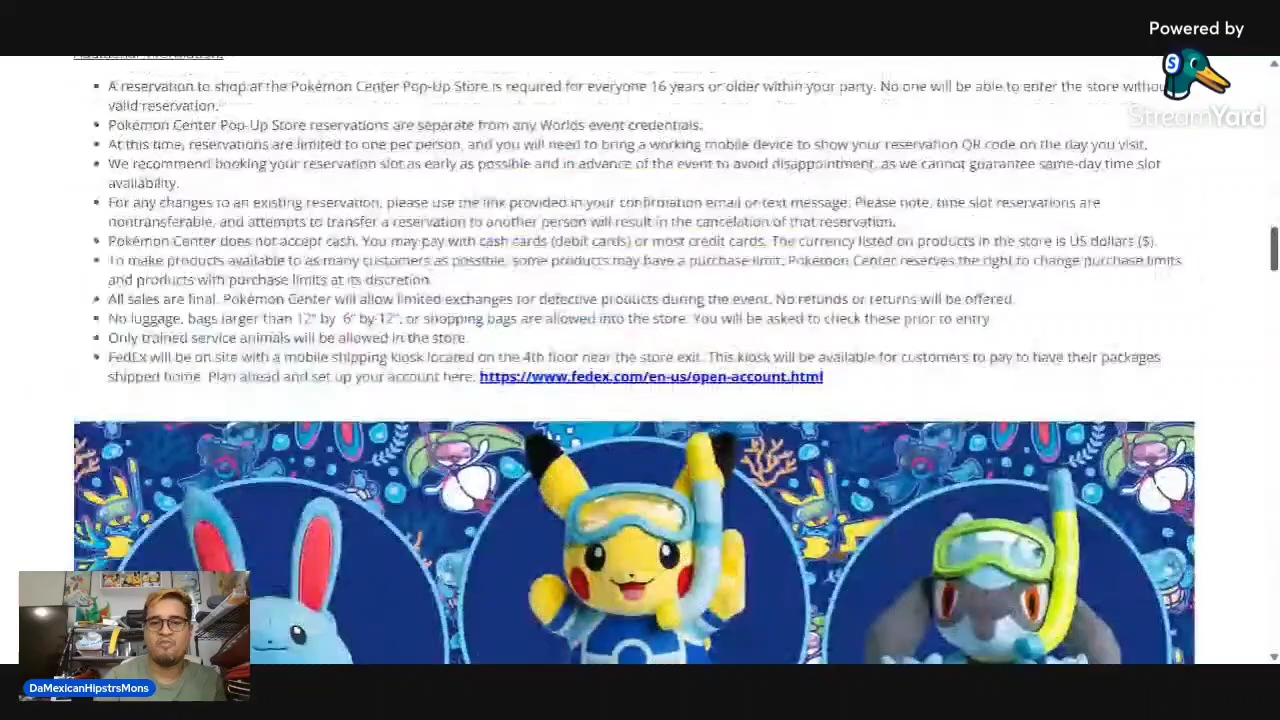 Powered by
StreamYard
A reservation to shop at the Pokémon Center Pop-Up Store is required for everyone 16 years or older within your party. No one will be able to enter the store without
valid reservation.
Pokémon Center Pop-Up Store reservations are separate from any Worlds event credentials.
At this time, reservations are limited to one per person, and you will need to bring a working mobile device to show your reservation QR code on the day you visit.
We recommend booking your reservation slot as early as possible and in advance of the event to avoid disappointment, as we cannot guarantee same-day time slot
availability.
For any changes to an existing reservation, please use the link provided in your confirmation email or text message. Please note, time slot reservations are
nontransferable, and attempts to transfer a reservation to another person will result in the cancelation of that reservation.
Pokémon Center does not accept cash. You may pay with cash cards (debit cards) or most credit cards. The currency listed on products in the store is US dollars ($).
To make products available to as many customers as possible, some products may have a purchase limit. Pokémon Center reserves the right to change purchase limits
and products with purchase limits at its discretion.
All sales are final. Pokémon Center will allow limited exchanges for defective products during the event. No refunds or returns will be offered.
No luggage, bags larger than 12" by 6" by 12", or shopping bags are allowed into the store. You will be asked to check these prior to entry.
Only trained service animals will be allowed in the store.
FedEx will be on site with a mobile shipping kiosk located on the 4th floor near the store exit. This kiosk will be available for customers to pay to have their packages
shipped home. Plan ahead and set up your account here: https://www.fedex.com/en-us/open-account.html
DaMexicanHipstrsMons